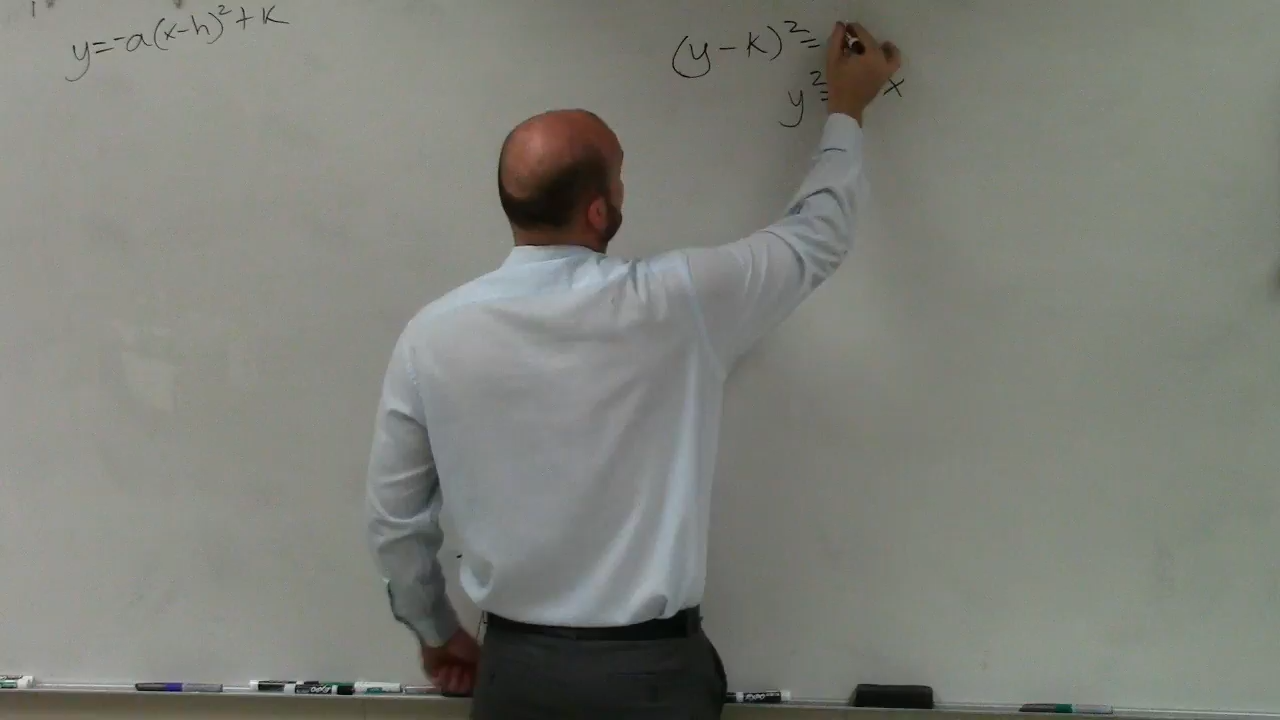 y=-a(x-h)²+k
(y-k)²=
y²= x